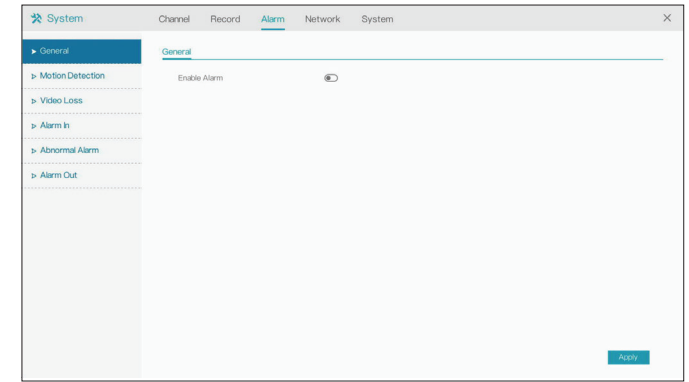 System
Channel Record Alarm Network System
General
Motion Detection
Video Loss
Alarm In
Abnormal Alarm
Alarm Out
General
Enable Alarm
Apply